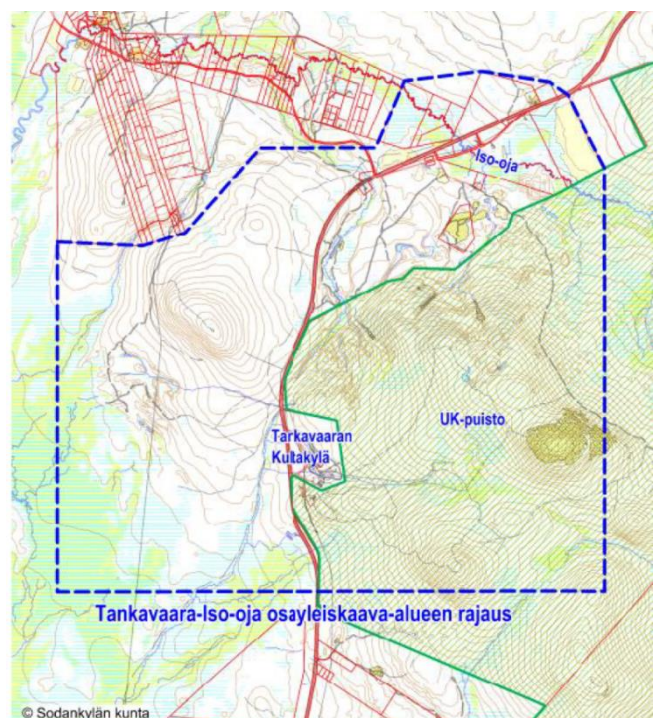 Iso-oja
UK-puisto
Tarkavaaran
Kultakylä
Tankavaara-Iso-oja osayleiskaava-alueen rajaus
© Sodankylän kunta